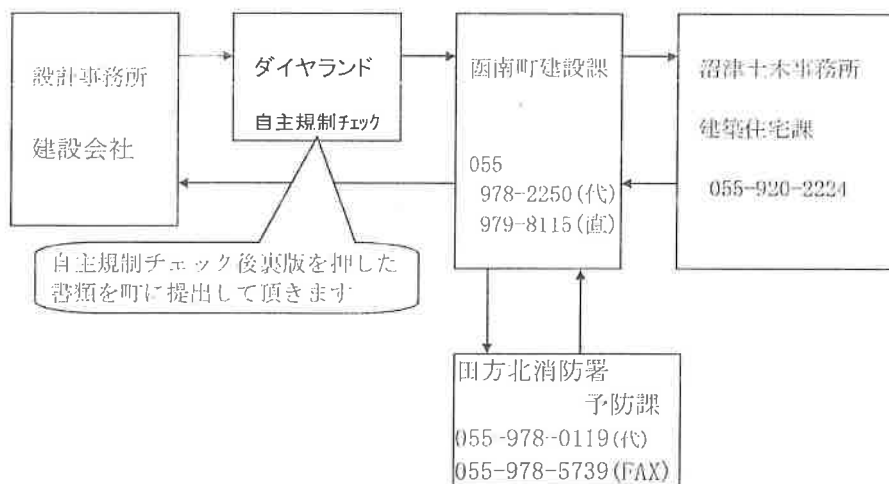 設計事務所
建設会社
ダイヤランド
自主規制チェック
函南町建設課
055
978-2250(代)
979-8115(直)
沼津土木事務所
建築住宅課
055-920-2224
自主規制チェック後裏版を押した
書類を町に提出して頂きます
田方北消防署
予防課
055-978-0119(代)
055-978-5739(FAX)